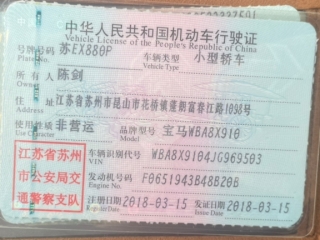 中华人民共和国机动车行驶证
Vehicle License of the People's Republic of China
号牌号码 苏EX880P 车辆类型 小型轿车
Plate No. Vehicle Type
所有人 陈剑
Owner
住址 江苏省苏州市昆山市花桥镇蓬朗富春江路1098号
Address
使用性质 非营运 品牌型号 宝马WBA8X910
Use Character Model
江苏省苏州市公安局交通警察支队
车辆识别代号 WBA8X9104JG969503
VIN
发动机号码 F0651943B48B20B
Engine No.
注册日期 2018-03-15 发证日期 2018-03-15
Register Date Issue Date